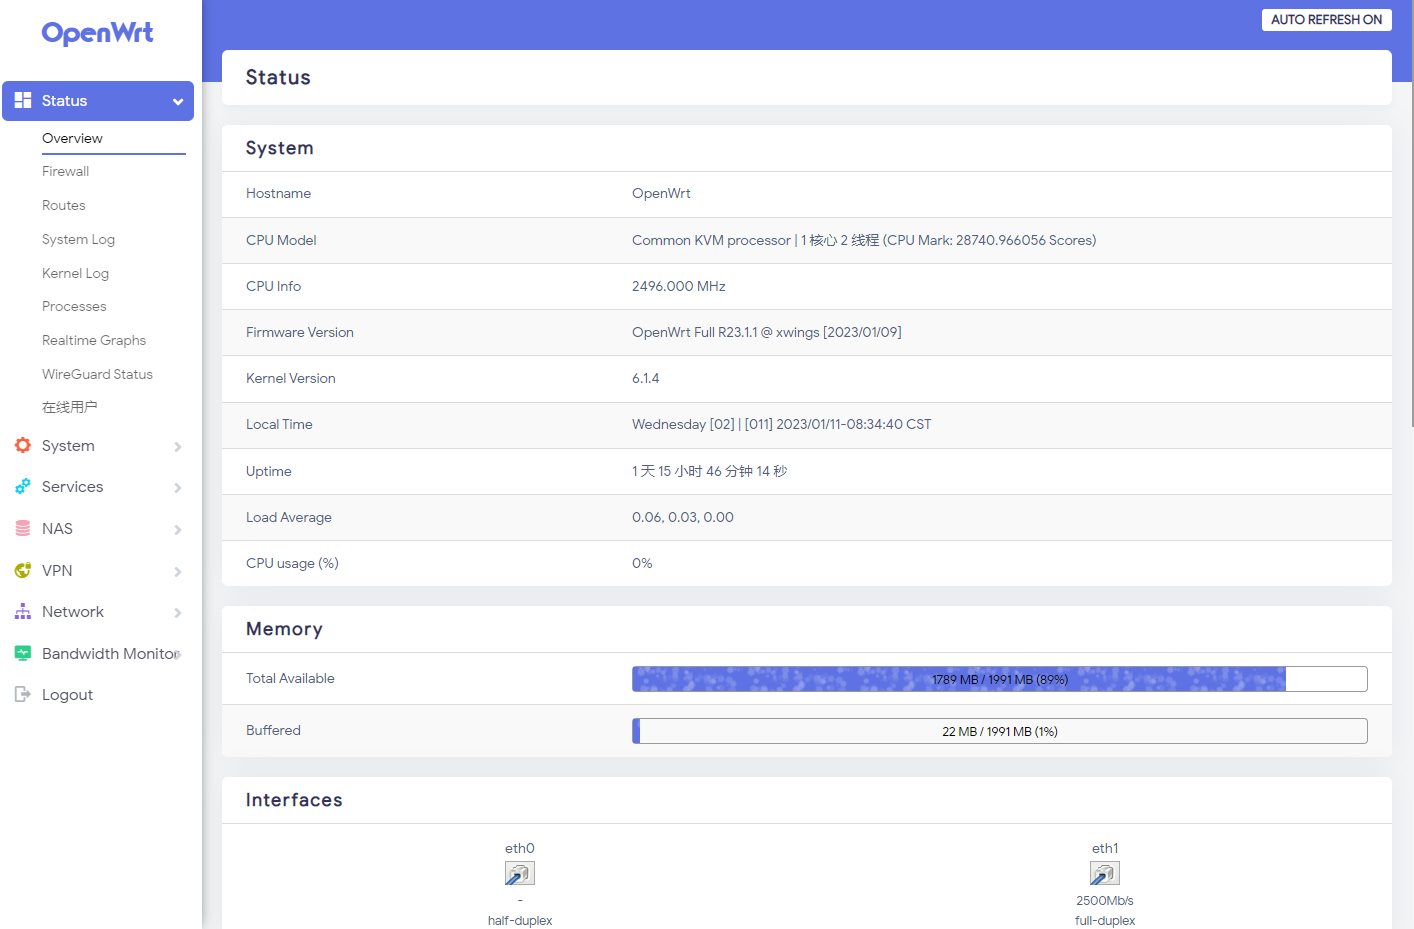 OpenWrt
AUTO REFRESH ON
Status
Overview
Firewall
Routes
System Log
Kernel Log
Processes
Realtime Graphs
WireGuard Status
在线用户
System
Services
NAS
VPN
Network
Bandwidth Monitor
Logout
Status
System
Hostname OpenWrt
CPU Model Common KVM processor | 1 核心 2 线程 (CPU Mark: 28740.966056 Scores)
CPU Info 2496.000 MHz
Firmware Version OpenWrt Full R23.1.1 @ xwings [2023/01/09]
Kernel Version 6.1.4
Local Time Wednesday [02] | [011] 2023/01/11-08:34:40 CST
Uptime 1 天 15 小时 46 分钟 14 秒
Load Average 0.06, 0.03, 0.00
CPU usage (%) 0%
Memory
Total Available 1789 MB / 1991 MB (89%)
Buffered 22 MB / 1991 MB (1%)
Interfaces
eth0 eth1
- 2500Mb/s
half-duplex full-duplex